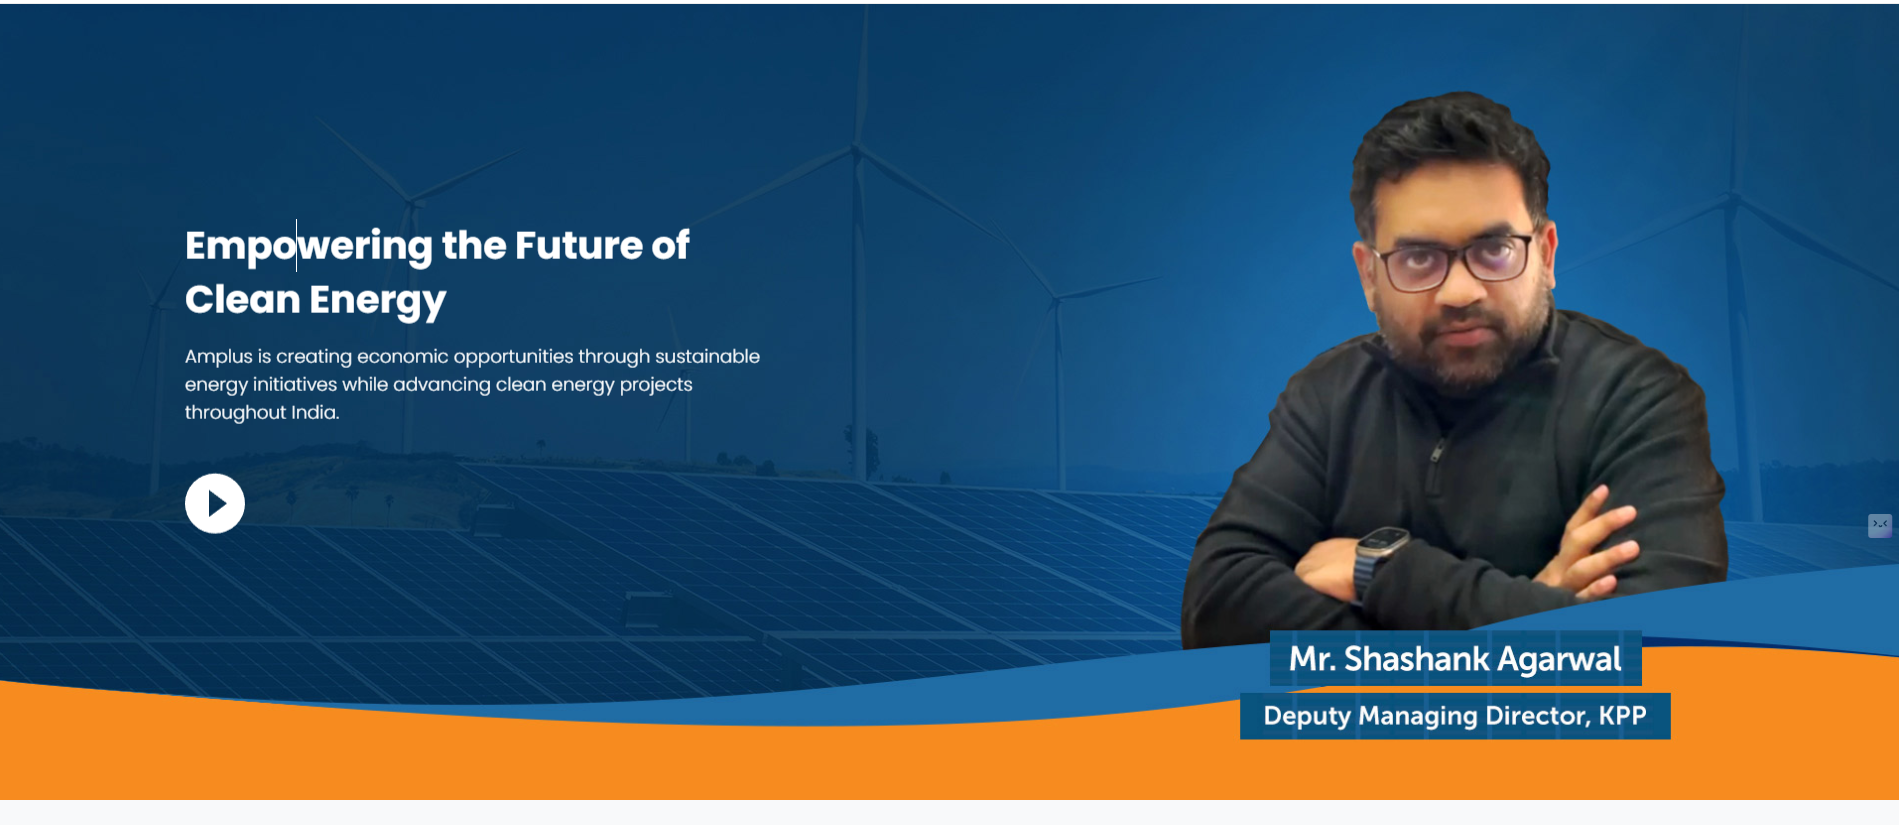 Empowering the Future of
Clean Energy
Amplus is creating economic opportunities through sustainable
energy initiatives while advancing clean energy projects
throughout India.
Mr. Shashank Agarwal
Deputy Managing Director, KPP